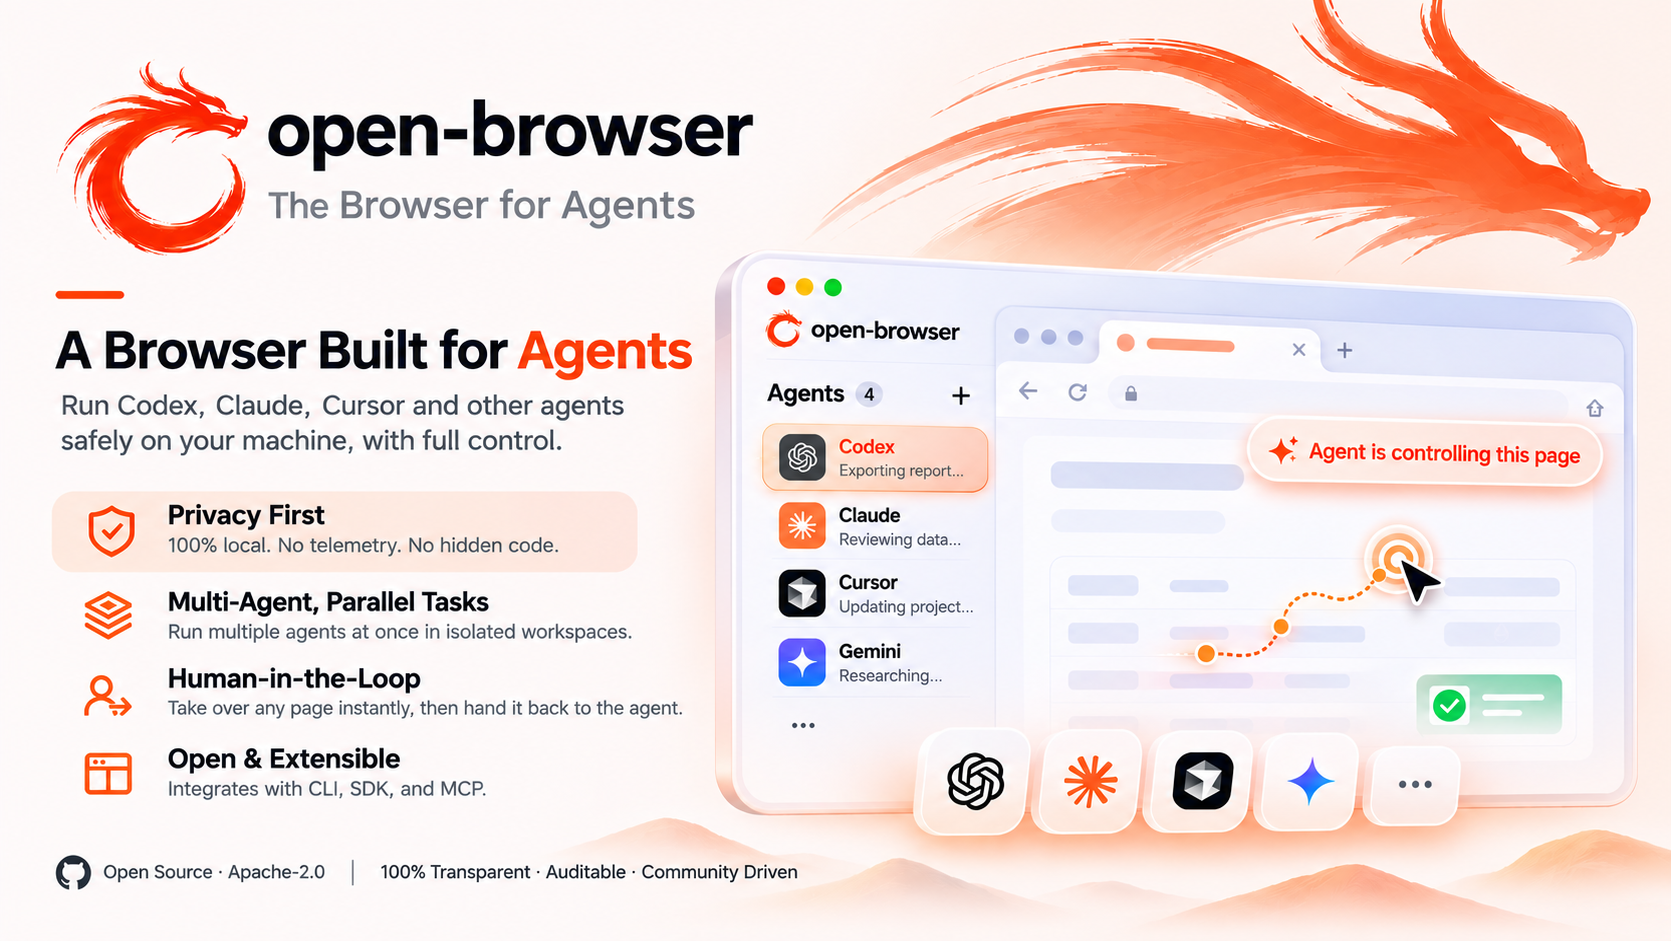 open-browser
The Browser for Agents
A Browser Built for Agents
Run Codex, Claude, Cursor and other agents
safely on your machine, with full control.
Privacy First
100% local. No telemetry. No hidden code.
Multi-Agent, Parallel Tasks
Run multiple agents at once in isolated workspaces.
Human-in-the-Loop
Take over any page instantly, then hand it back to the agent.
Open & Extensible
Integrates with CLI, SDK, and MCP.
Open Source · Apache-2.0 | 100% Transparent · Auditable · Community Driven
open-browser
Agents 4 +
Codex
Exporting report...
Claude
Reviewing data...
Cursor
Updating project...
Gemini
Researching...
Agent is controlling this page